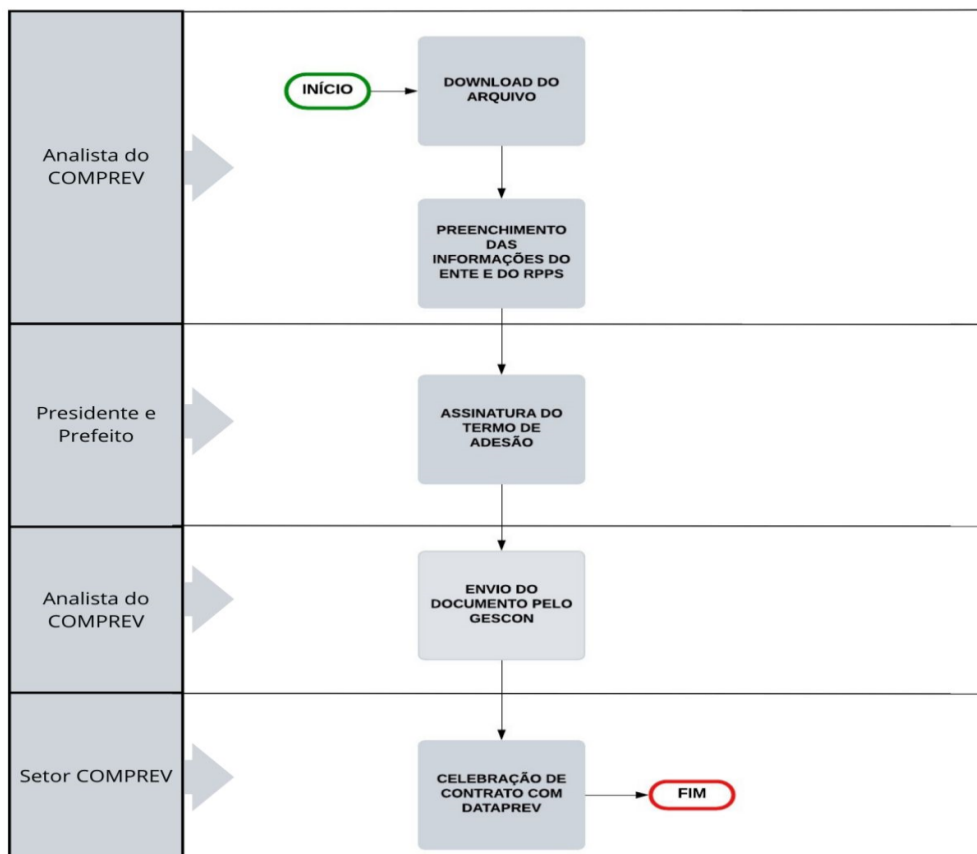 Analista do
COMPREV
INÍCIO
DOWNLOAD DO
ARQUIVO
PREENCHIMENTO
DAS
INFORMAÇÕES DO
ENTE E DO RPPS
Presidente e
Prefeito
ASSINATURA DO
TERMO DE
ADESÃO
Analista do
COMPREV
ENVIO DO
DOCUMENTO PELO
GESCON
Setor COMPREV
CELEBRAÇÃO DE
CONTRATO COM
DATAPREV
FIM